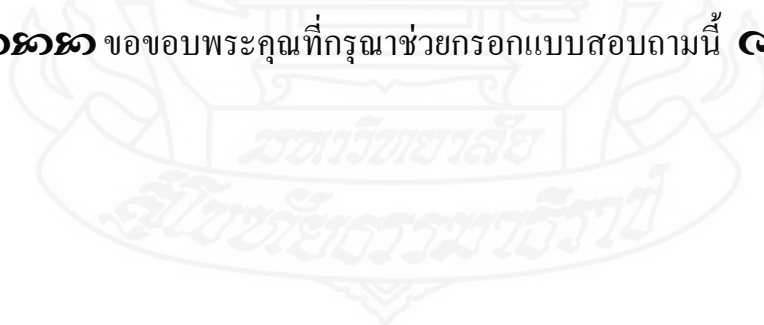 ขอขอบพระคุณที่กรุณาช่วยกรอกแบบสอบถามนี้
มหาวิทยาลัย
สุโขทัยธรรมาธิราช